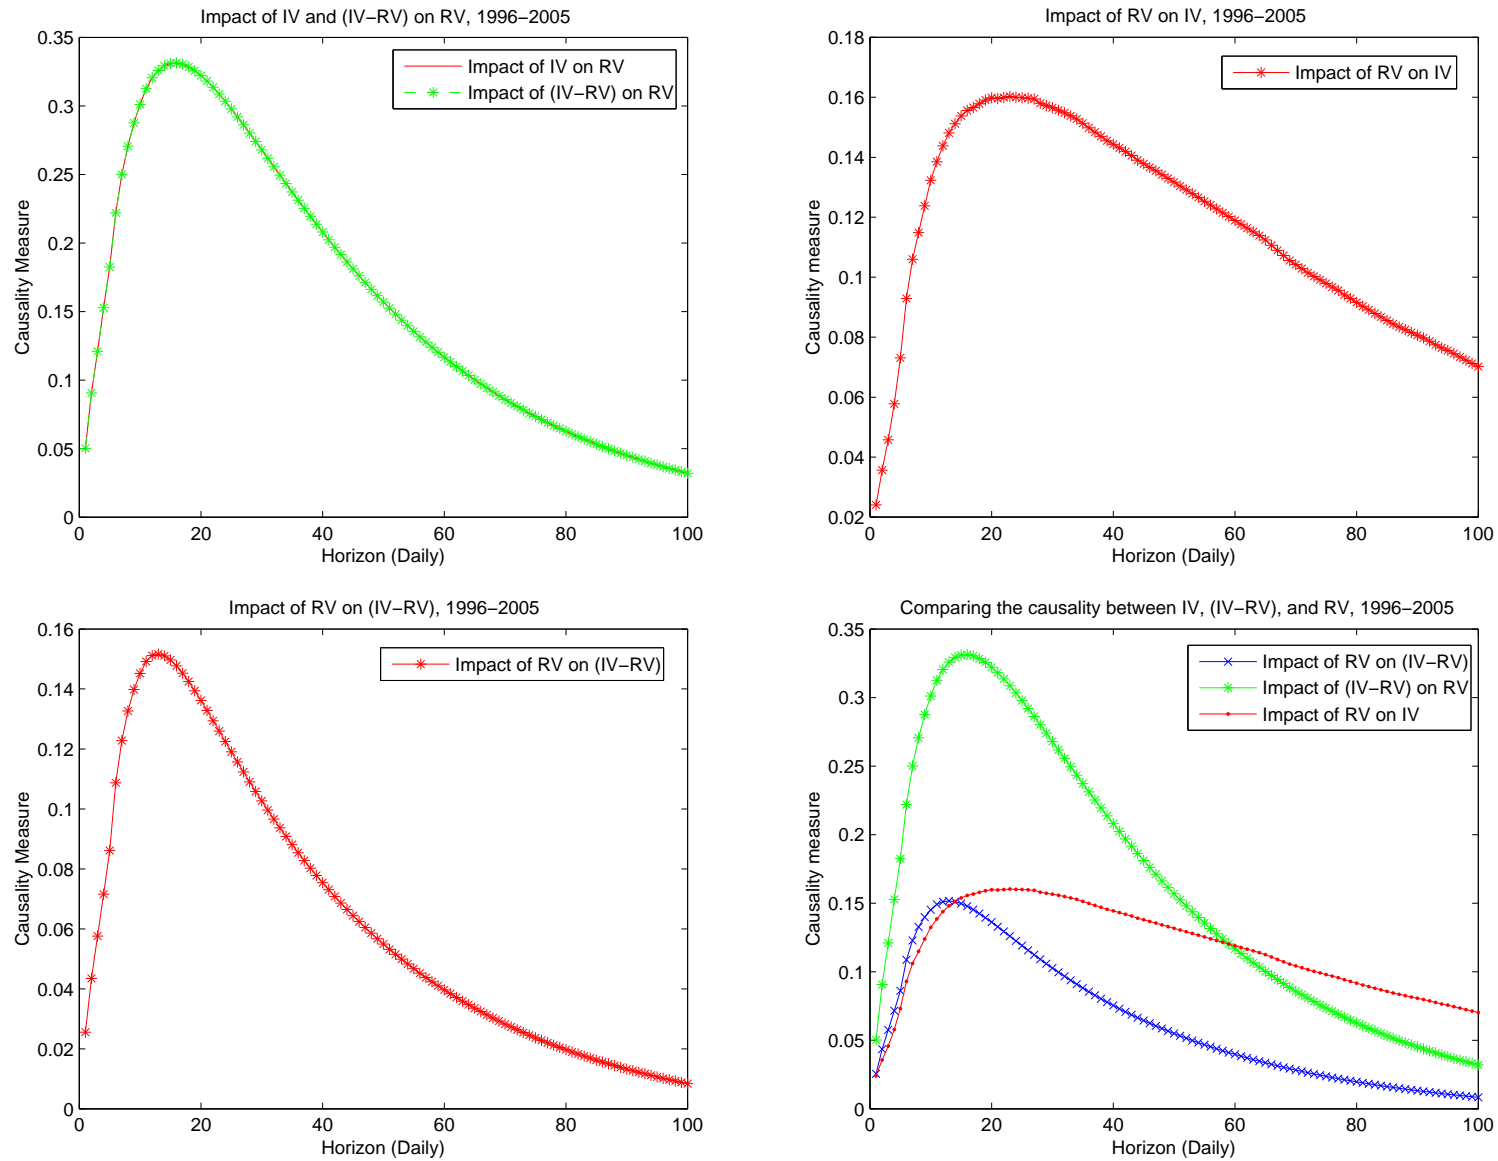 Impact of IV and (IV−RV) on RV, 1996−2005
0.35
0.3
0.25
0.2
0.15
0.1
0.05
0
Causality Measure
Impact of IV on RV
Impact of (IV−RV) on RV
0 20 40 60 80 100
Horizon (Daily)
Impact of RV on IV, 1996−2005
0.18
0.16
0.14
0.12
0.1
0.08
0.06
0.04
0.02
Causality measure
Impact of RV on IV
0 20 40 60 80 100
Horizon (Daily)
Impact of RV on (IV−RV), 1996−2005
0.16
0.14
0.12
0.1
0.08
0.06
0.04
0.02
0
Causality Measure
Impact of RV on (IV−RV)
0 20 40 60 80 100
Horizon (Daily)
Comparing the causality between IV, (IV−RV), and RV, 1996−2005
0.35
0.3
0.25
0.2
0.15
0.1
0.05
0
Causality measure
Impact of RV on (IV−RV)
Impact of (IV−RV) on RV
Impact of RV on IV
0 20 40 60 80 100
Horizon (Daily)